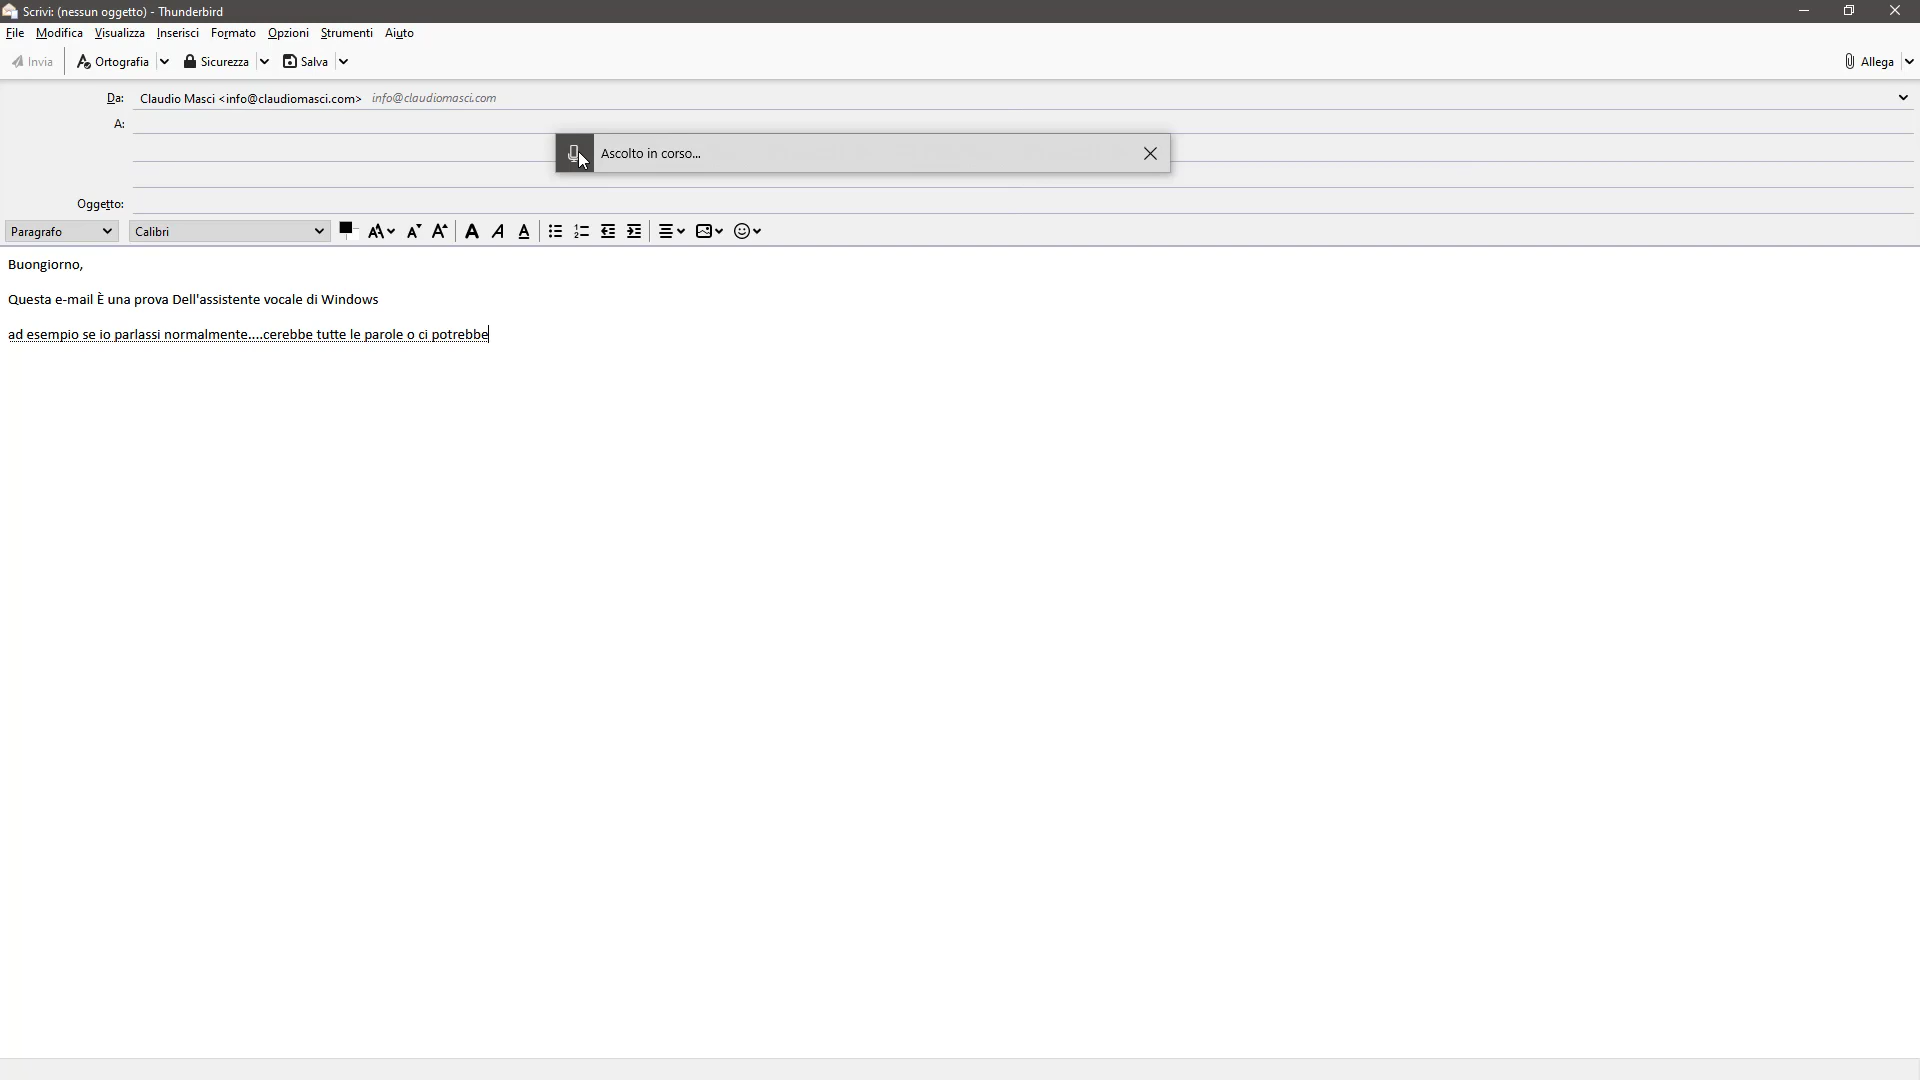 Scrivi: (nessun oggetto) - Thunderbird
File Modifica Visualizza Inserisci Formato Opzioni Strumenti Aiuto
Invia Ortografia Sicurezza Salva Allega
Da: Claudio Masci <info@claudiomasci.com> info@claudiomasci.com
A:
Ascolto in corso...
Oggetto:
Paragrafo Calibri
Buongiorno,
Questa e-mail È una prova Dell'assistente vocale di Windows
ad esempio se io parlassi normalmente....cerebbe tutte le parole o ci potrebbe